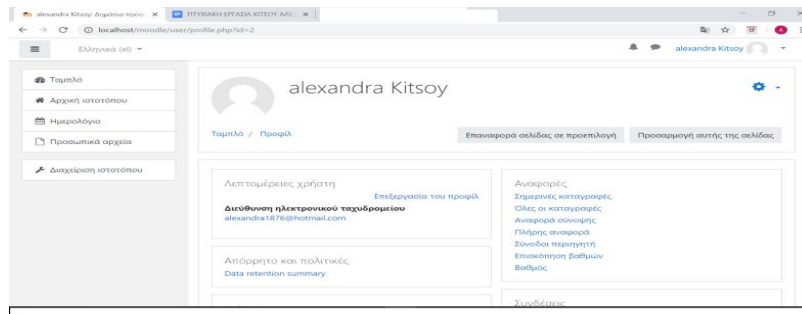 alexandra Kitsoy: Δημόσιο προφ
ΠΤΥΧΙΑΚΗ ΕΡΓΑΣΙΑ ΚΙΤΣΟΥ ΑΛΕ
localhost/moodle/user/profile.php?id=2
Ελληνικά (el)
alexandra Kitsoy
Ταμπλό
Αρχική ιστοτόπου
Ημερολόγιο
Προσωπικά αρχεία
Διαχείριση ιστοτόπου
alexandra Kitsoy
Ταμπλό / Προφίλ
Επαναφορά σελίδας σε προεπιλογή
Προσαρμογή αυτής της σελίδας
Λεπτομέρειες χρήστη
Επεξεργασία του προφίλ
Διεύθυνση ηλεκτρονικού ταχυδρομείου
alexandra1876@hotmail.com
Απόρρητο και πολιτικές
Data retention summary
Αναφορές
Σημερινές καταγραφές
Όλες οι καταγραφές
Αναφορά σύνοψης
Πλήρης αναφορά
Σύνοδοι περιηγητή
Επισκόπηση βαθμών
Βαθμός
Συνδέσεις